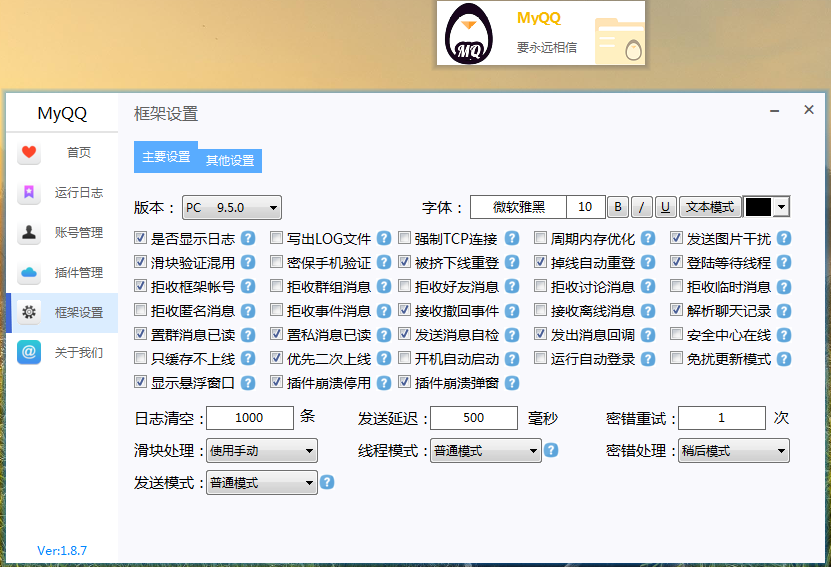 MyQQ
要永远相信
MQ
MyQQ
框架设置
首页
运行日志
账号管理
插件管理
框架设置
关于我们
Ver:1.8.7
主要设置 其他设置
版本： PC 9.5.0 字体： 微软雅黑 10 B / U 文本模式
是否显示日志 ? 写出LOG文件 ? 强制TCP连接 ? 周期内存优化 ? 发送图片干扰 ?
滑块验证混用 ? 密保手机验证 ? 被挤下线重登 ? 掉线自动重登 ? 登陆等待线程 ?
拒收框架帐号 ? 拒收群组消息 ? 拒收好友消息 ? 拒收讨论消息 ? 拒收临时消息 ?
拒收匿名消息 ? 拒收事件消息 ? 接收撤回事件 ? 接收离线消息 ? 解析聊天记录 ?
置群消息已读 ? 置私消息已读 ? 发送消息自检 ? 发出消息回调 ? 安全中心在线 ?
只缓存不上线 ? 优先二次上线 ? 开机自动启动 ? 运行自动登录 ? 免扰更新模式 ?
显示悬浮窗口 ? 插件崩溃停用 ? 插件崩溃弹窗 ?
日志清空： 1000 条 发送延迟： 500 毫秒 密错重试： 1 次
滑块处理： 使用手动 线程模式： 普通模式 ? 密错处理： 稍后模式
发送模式： 普通模式 ?